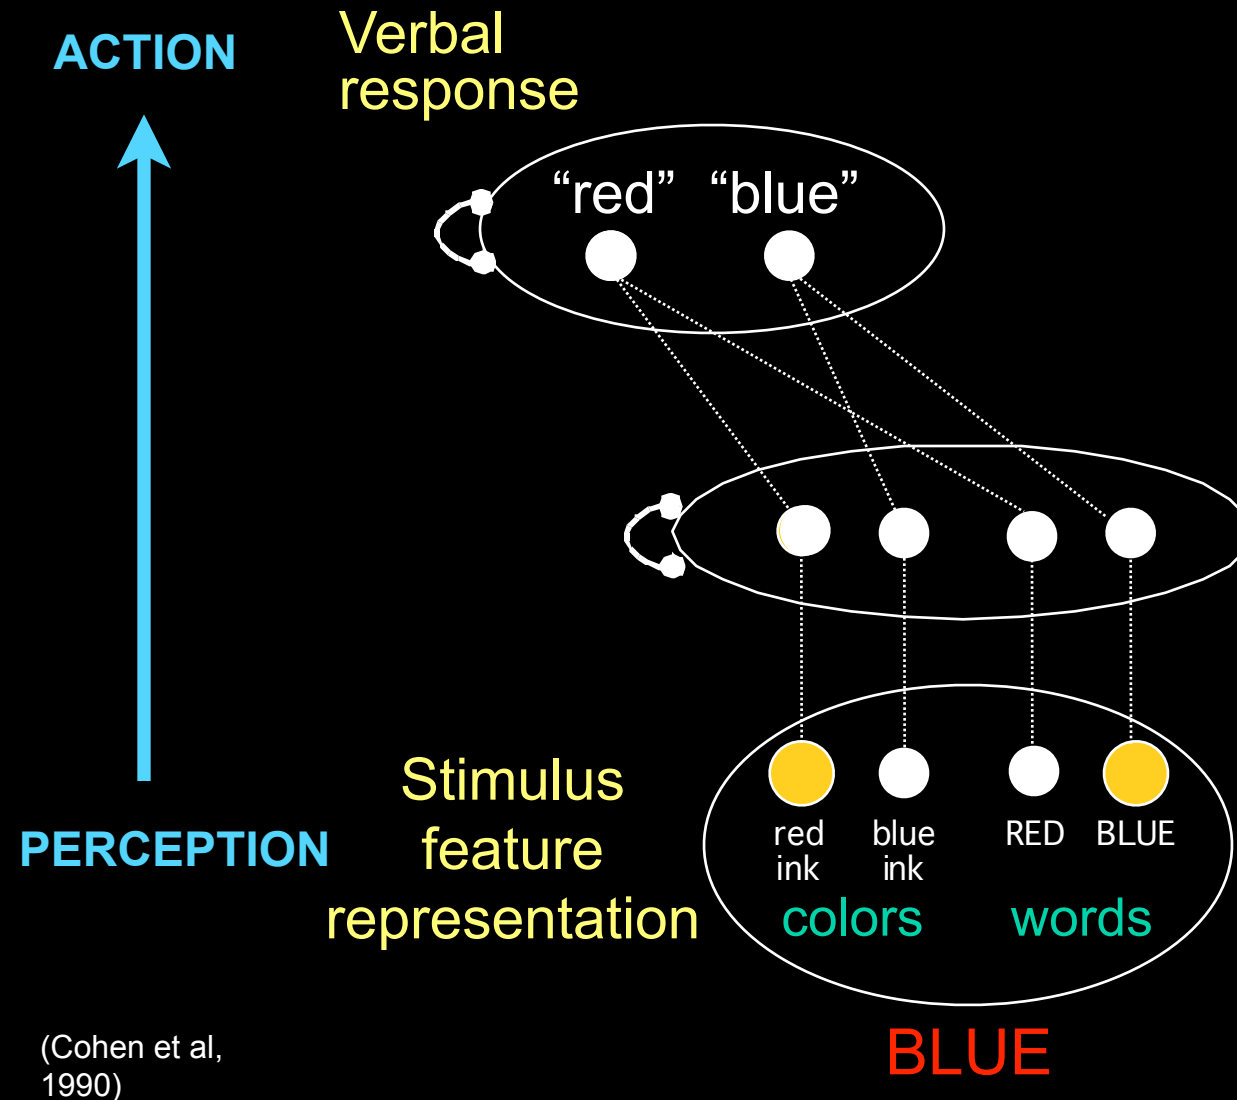 ACTION
Verbal
response
“red” “blue”
Stimulus
feature
representation
PERCEPTION
red
ink
blue
ink
RED
BLUE
colors
words
BLUE
(Cohen et al,
1990)